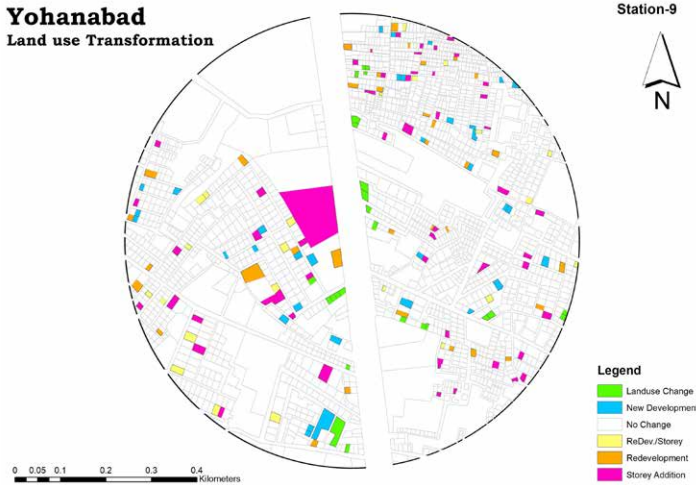 Yohanabad
Land use Transformation
Station-9
N
Legend
Landuse Change
New Developmen
No Change
ReDev./Storey
Redevelopment
Storey Addition
0 0.05 0.1 0.2 0.3 0.4
Kilometers